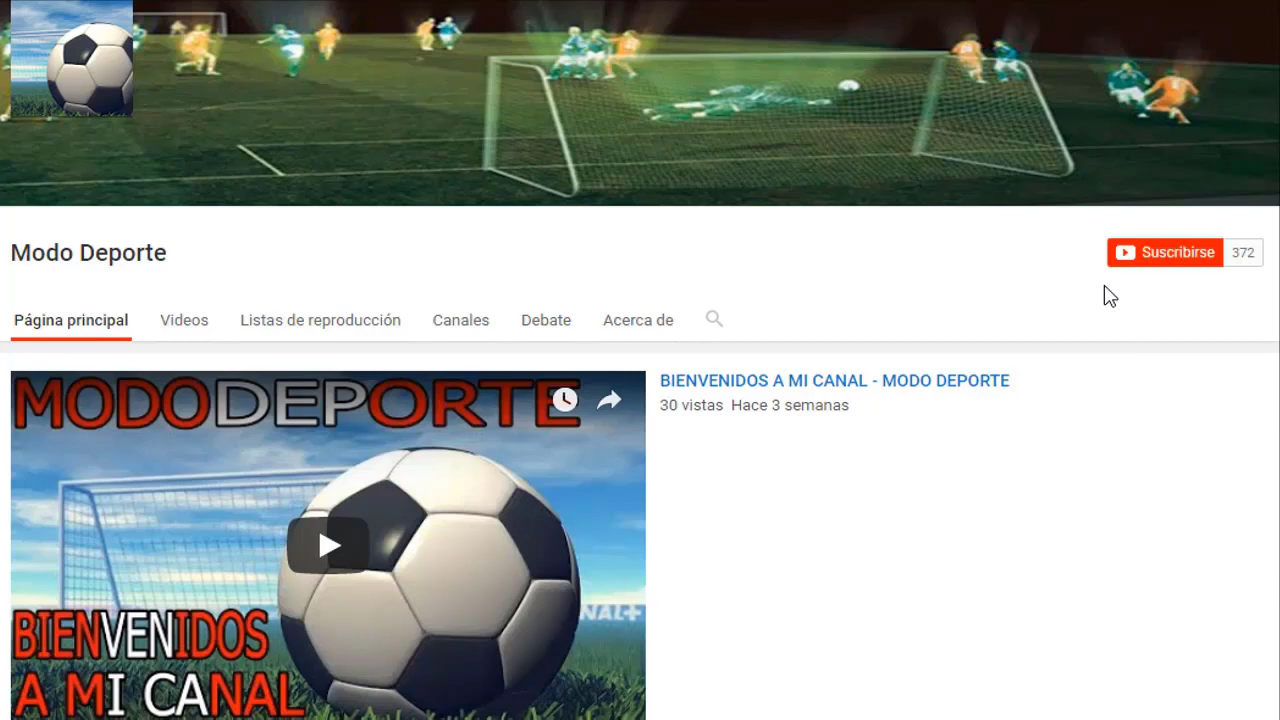 Modo Deporte
Suscribirse 372
Página principal Videos Listas de reproducción Canales Debate Acerca de
MODODEPORTE
BIENVENIDOS A MI CANAL - MODO DEPORTE
30 vistas Hace 3 semanas
NAL+
BIENVENIDOS
A MI CANAL